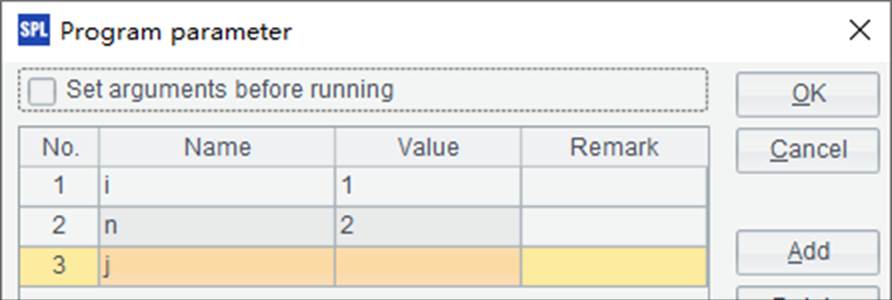 SPL Program parameter
Set arguments before running
OK
No. Name Value Remark
Cancel
1 i 1
2 n 2
3 j
Add